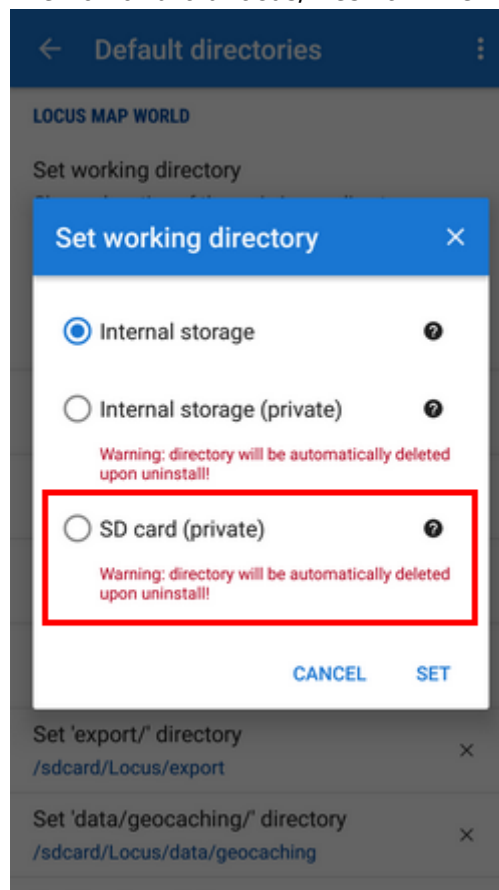 Default directories
LOCUS MAP WORLD
Set working directory
Set working directory
Internal storage
Internal storage (private)
Warning: directory will be automatically deleted
upon uninstall!
SD card (private)
Warning: directory will be automatically deleted
upon uninstall!
CANCEL SET
Set 'export/' directory
/sdcard/Locus/export
Set 'data/geocaching/' directory
/sdcard/Locus/data/geocaching